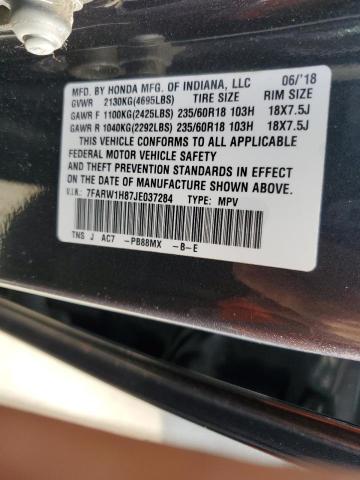 MFD. BY HONDA MFG. OF INDIANA, LLC 06/'18
GVWR 2130KG(4695LBS) TIRE SIZE RIM SIZE
GAWR F 1100KG(2425LBS) 235/60R18 103H 18X7.5J
GAWR R 1040KG(2292LBS) 235/60R18 103H 18X7.5J
THIS VEHICLE CONFORMS TO ALL APPLICABLE
FEDERAL MOTOR VEHICLE SAFETY
AND THEFT PREVENTION STANDARDS IN EFFECT
ON THE DATE OF MANUFACTURE SHOWN ABOVE.
V.I.N.: 7FARW1H87JE037284 TYPE: MPV
TNS J AC7 -PB88MX -B-E